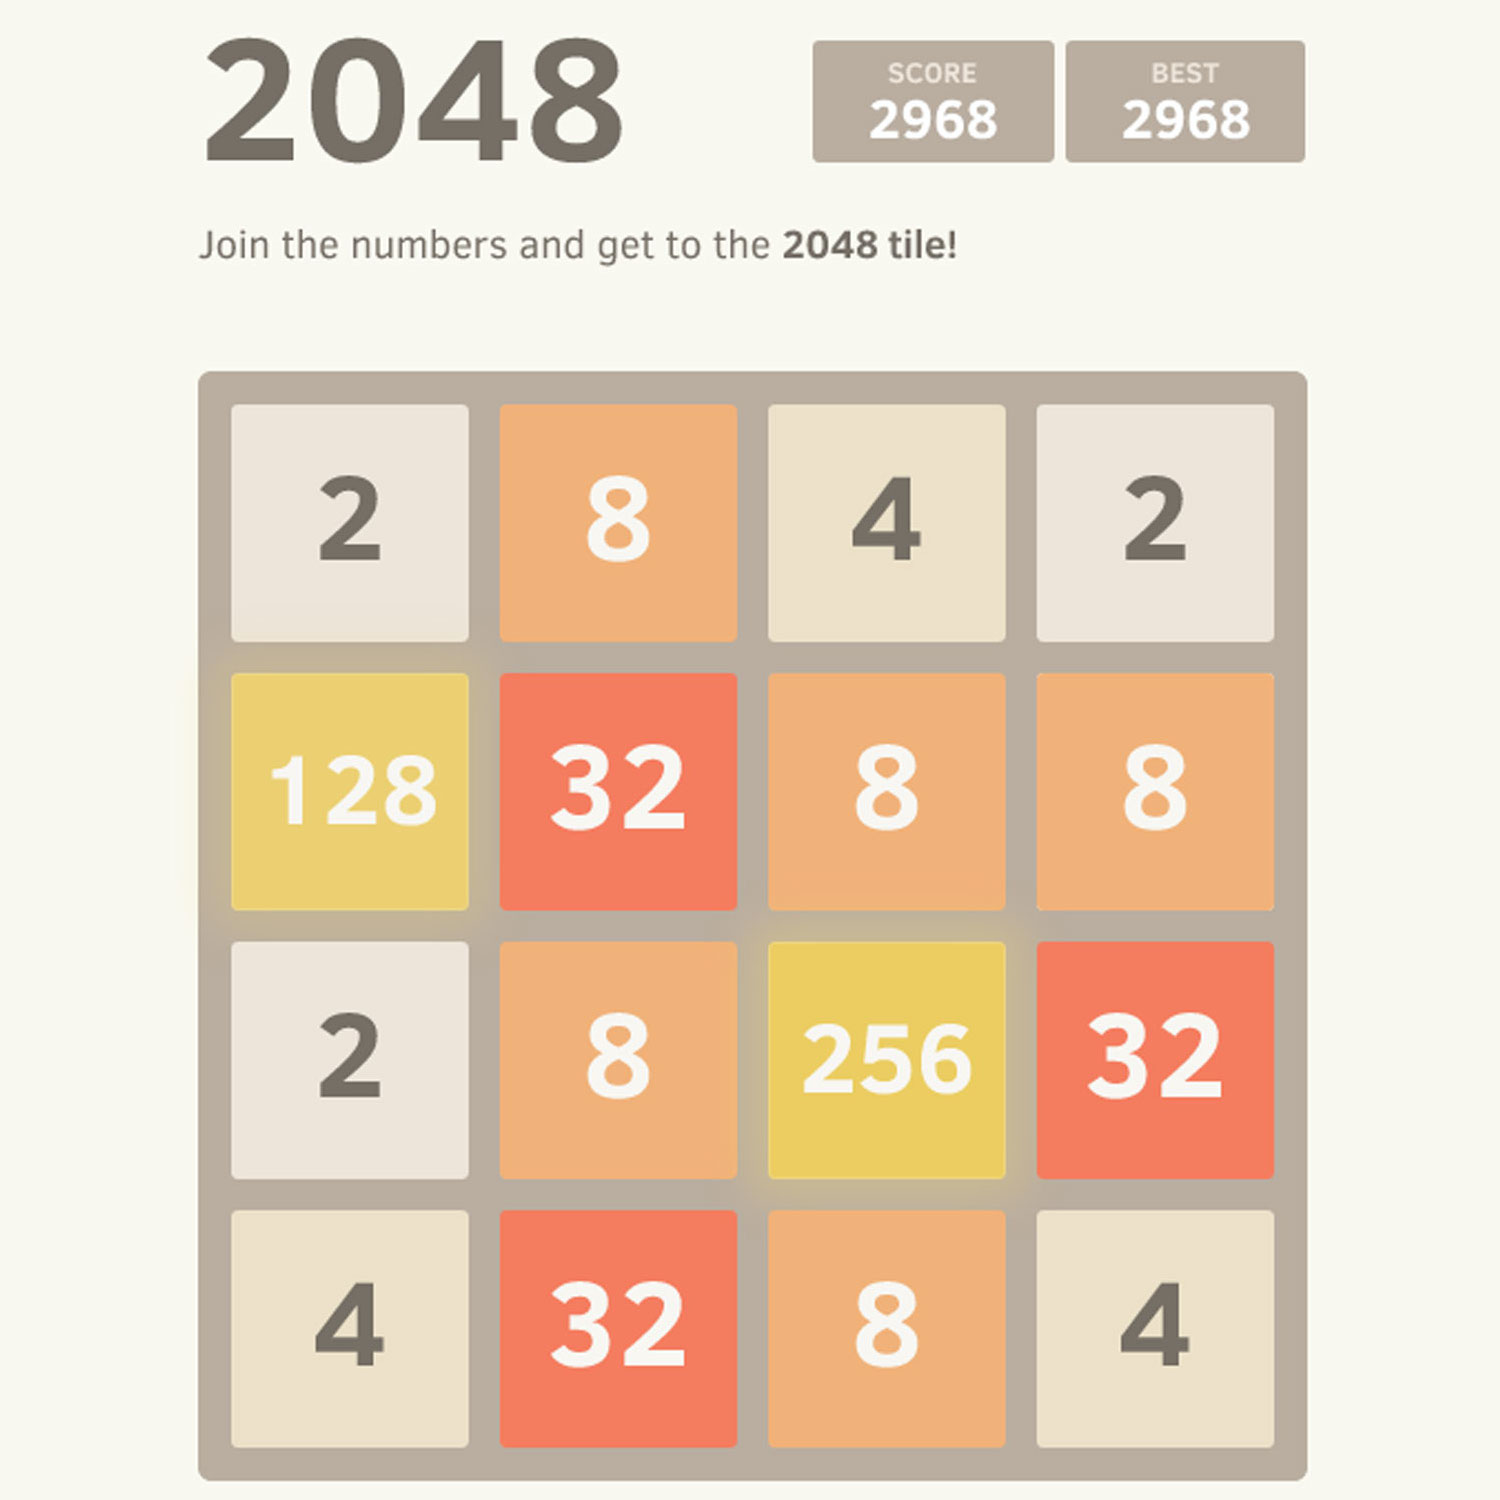 2048
SCORE BEST
2968 2968
Join the numbers and get to the 2048 tile!
2 8 4 2
128 32 8 8
2 8 256 32
4 32 8 4